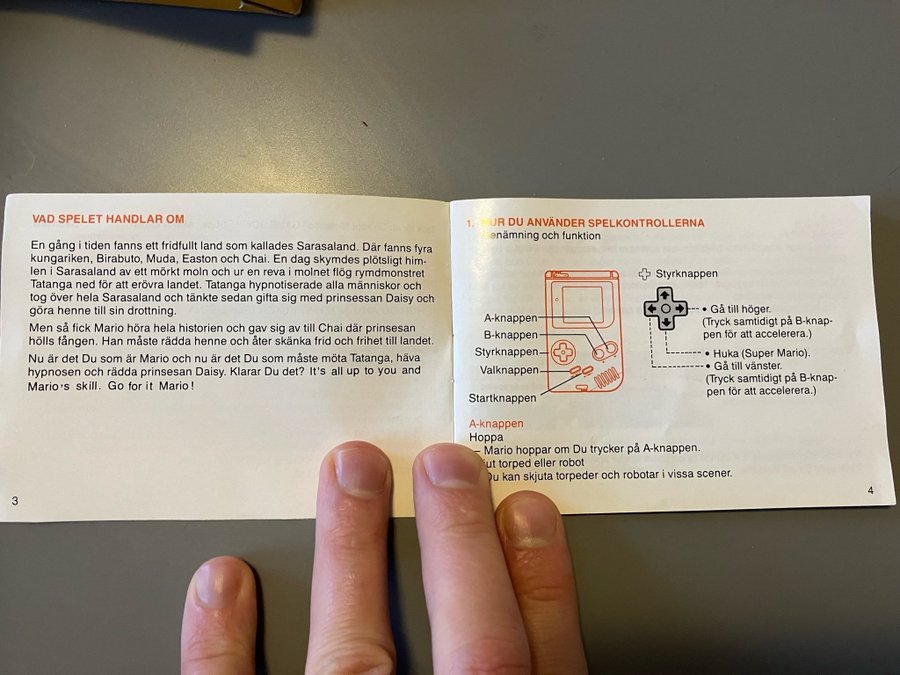 VAD SPELET HANDLAR OM
En gång i tiden fanns ett fridfullt land som kallades Sarasaland. Där fanns fyra
kungariken, Birabuto, Muda, Easton och Chai. En dag skymdes plötsligt him-
len i Sarasaland av ett mörkt moln och ur en reva i molnet flög rymdmonstret
Tatanga ned för att erövra landet. Tatanga hypnotiserade alla människor och
tog över hela Sarasaland och tänkte sedan gifta sig med prinsessan Daisy och
göra henne till sin drottning.
Men så fick Mario höra hela historien och gav sig av till Chai där prinsesan
hölls fången. Han måste rädda henne och åter skänka frid och frihet till landet.
Nu är det Du som är Mario och nu är det Du som måste möta Tatanga, häva
hypnosen och rädda prinsessan Daisy. Klarar Du det? It's all up to you and
Mario's skill. Go for it Mario!
3
1. HUR DU ANVÄNDER SPELKONTROLLERNA
enämning och funktion
Styrknappen
A-knappen
B-knappen
Styrknappen
Valknappen
Startknappen
• Gå till höger.
(Tryck samtidigt på B-knap-
pen för att accelerera.)
• Huka (Super Mario).
• Gå till vänster.
(Tryck samtidigt på B-knap-
pen för att accelerera.)
A-knappen
Hoppa
— Mario hoppar om Du trycker på A-knappen.
jut torped eller robot
Du kan skjuta torpeder och robotar i vissa scener.
4